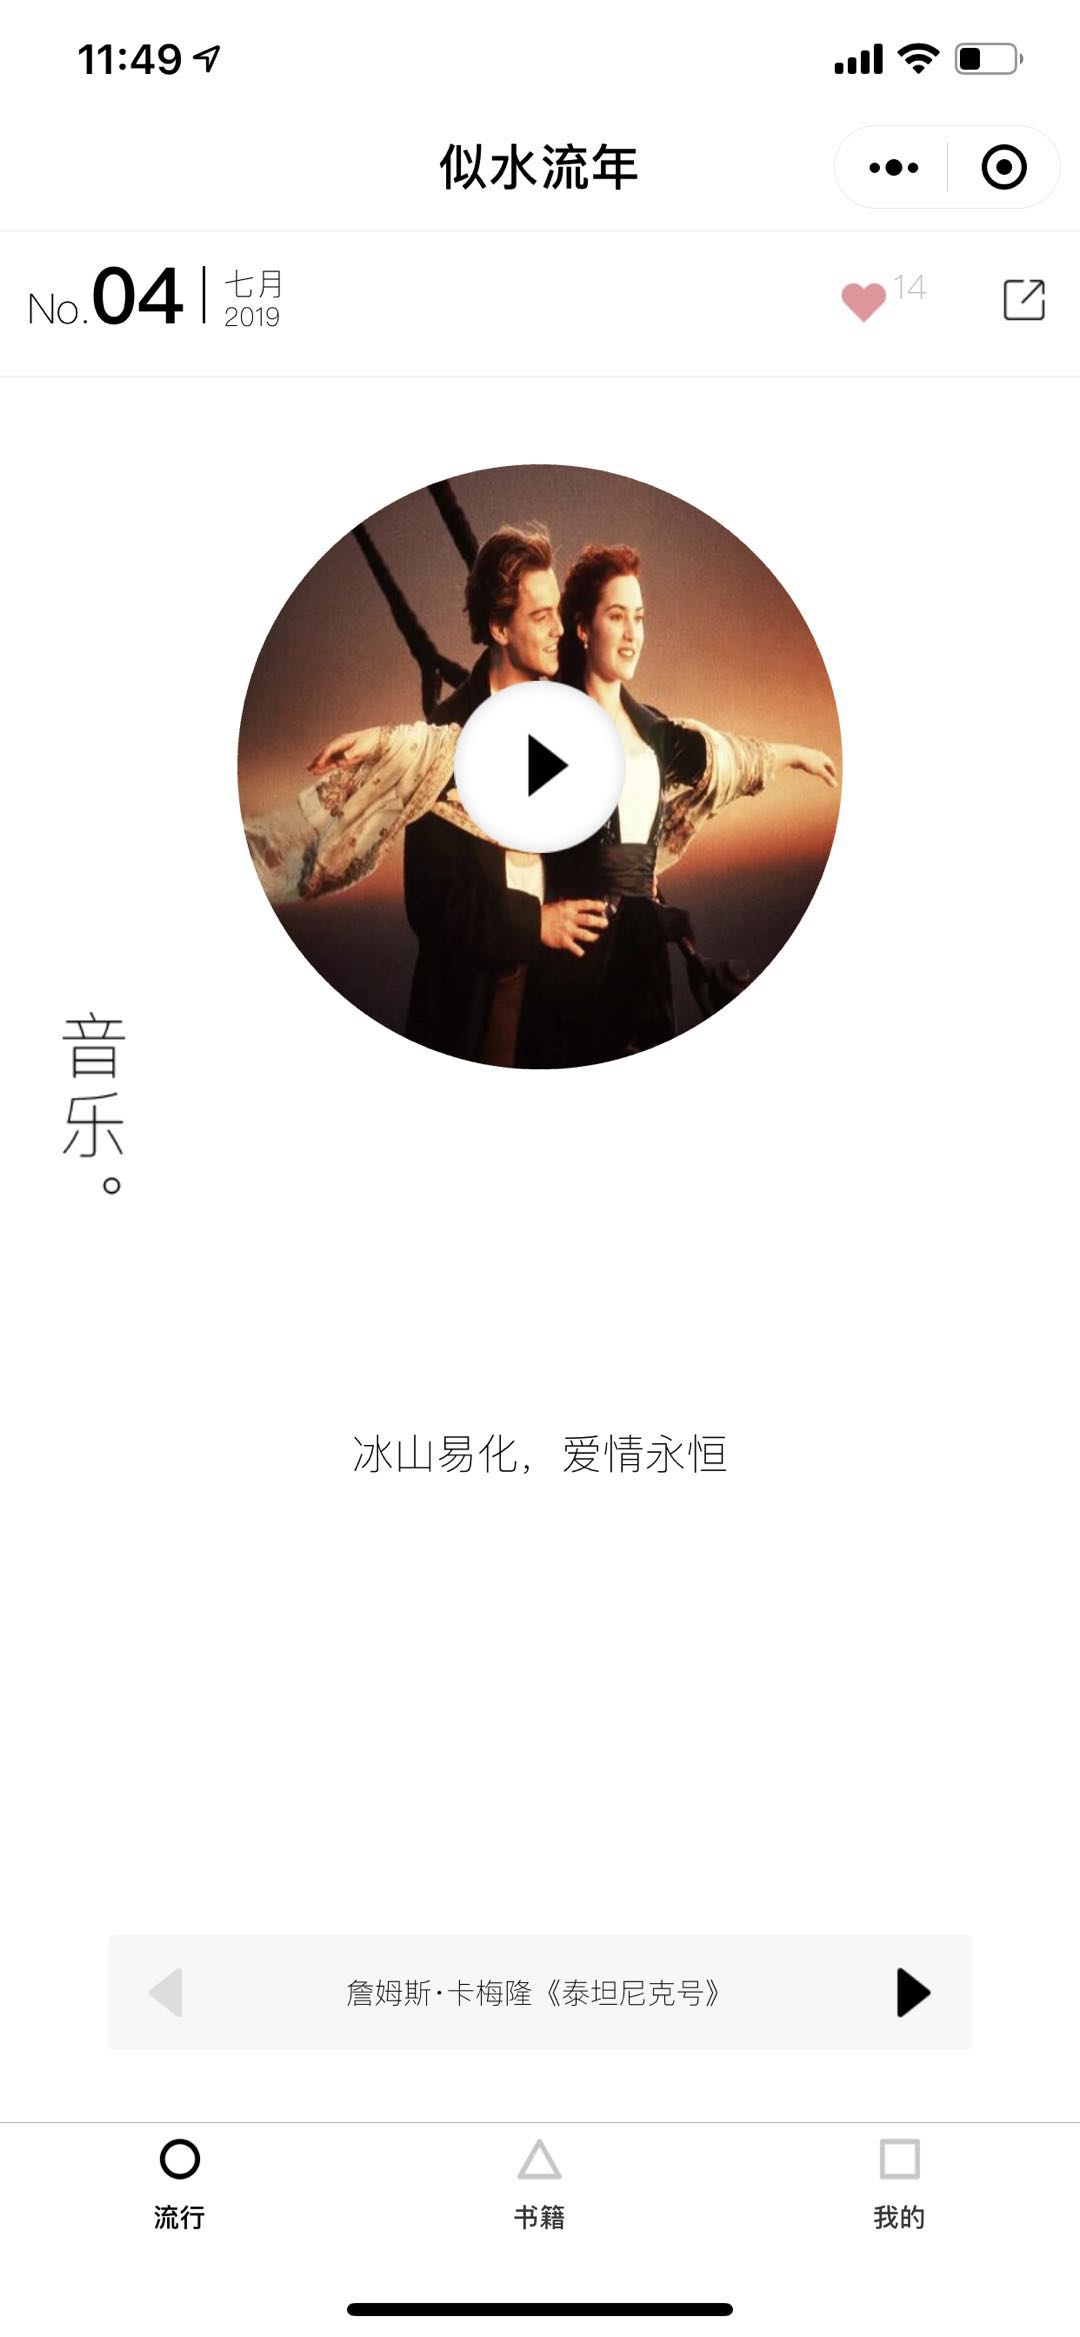 11:49
似水流年
No.04
七月
2019
14
音乐。
冰山易化，爱情永恒
詹姆斯·卡梅隆《泰坦尼克号》
流行
书籍
我的